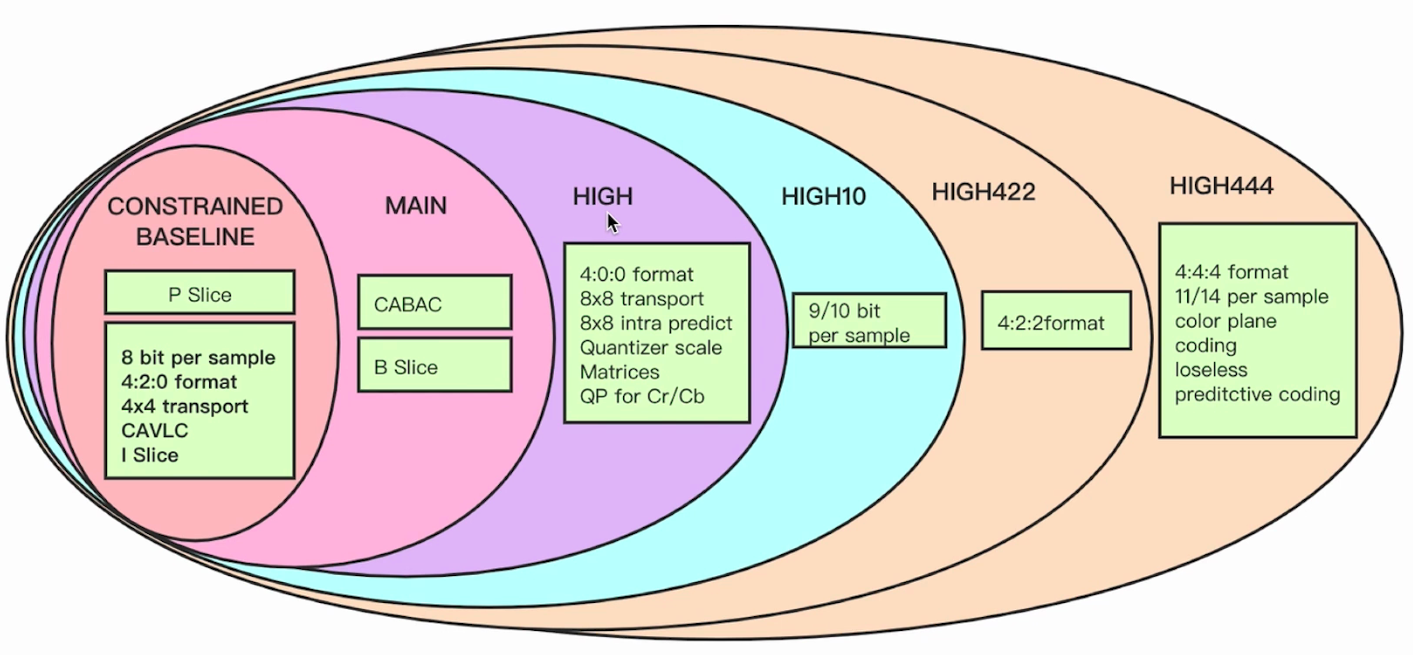 CONSTRAINED
BASELINE
P Slice
8 bit per sample
4:2:0 format
4x4 transport
CAVLC
I Slice
MAIN
CABAC
B Slice
HIGH
4:0:0 format
8x8 transport
8x8 intra predict
Quantizer scale
Matrices
QP for Cr/Cb
HIGH10
9/10 bit
per sample
HIGH422
4:2:2format
HIGH444
4:4:4 format
11/14 per sample
color plane
coding
loseless
preditctive coding